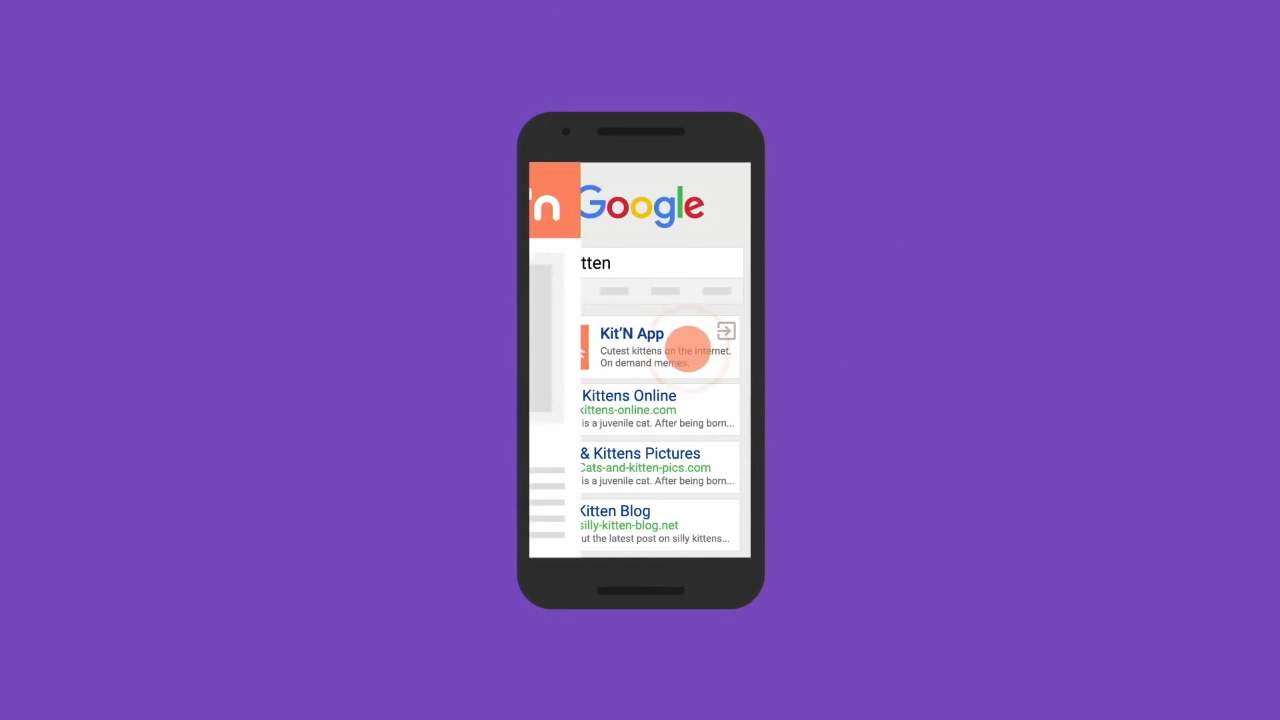 'n
Google
tten
Kit'N App
Cutest kittens on the internet.
On demand memes.
Kittens Online
kittens-online.com
is a juvenile cat. After being born...
& Kittens Pictures
Cats-and-kitten-pics.com
is a juvenile cat. After being born...
Kitten Blog
silly-kitten-blog.net
ut the latest post on silly kittens...